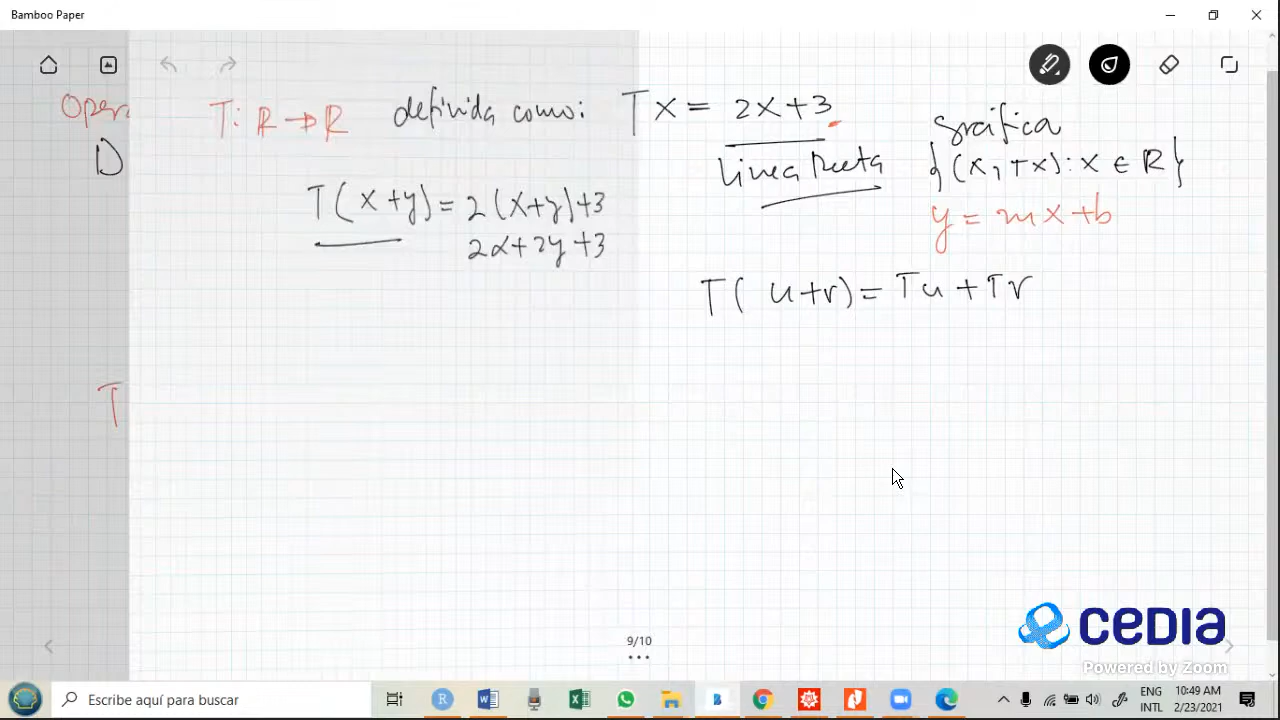 Bamboo Paper
Oper
D
T
T: R → R definida como: Tx = 2x+3
Linea Recta
T(x+y) = 2(x+y)+3
2x+2y+3
Grafica
{(x, Tx): x ∈ R}
y = mx+b
T(u+v) = Tu + Tv
9/10
cedia
Powered by Zoom
Escribe aquí para buscar
ENG
INTL
10:49 AM
2/23/2021